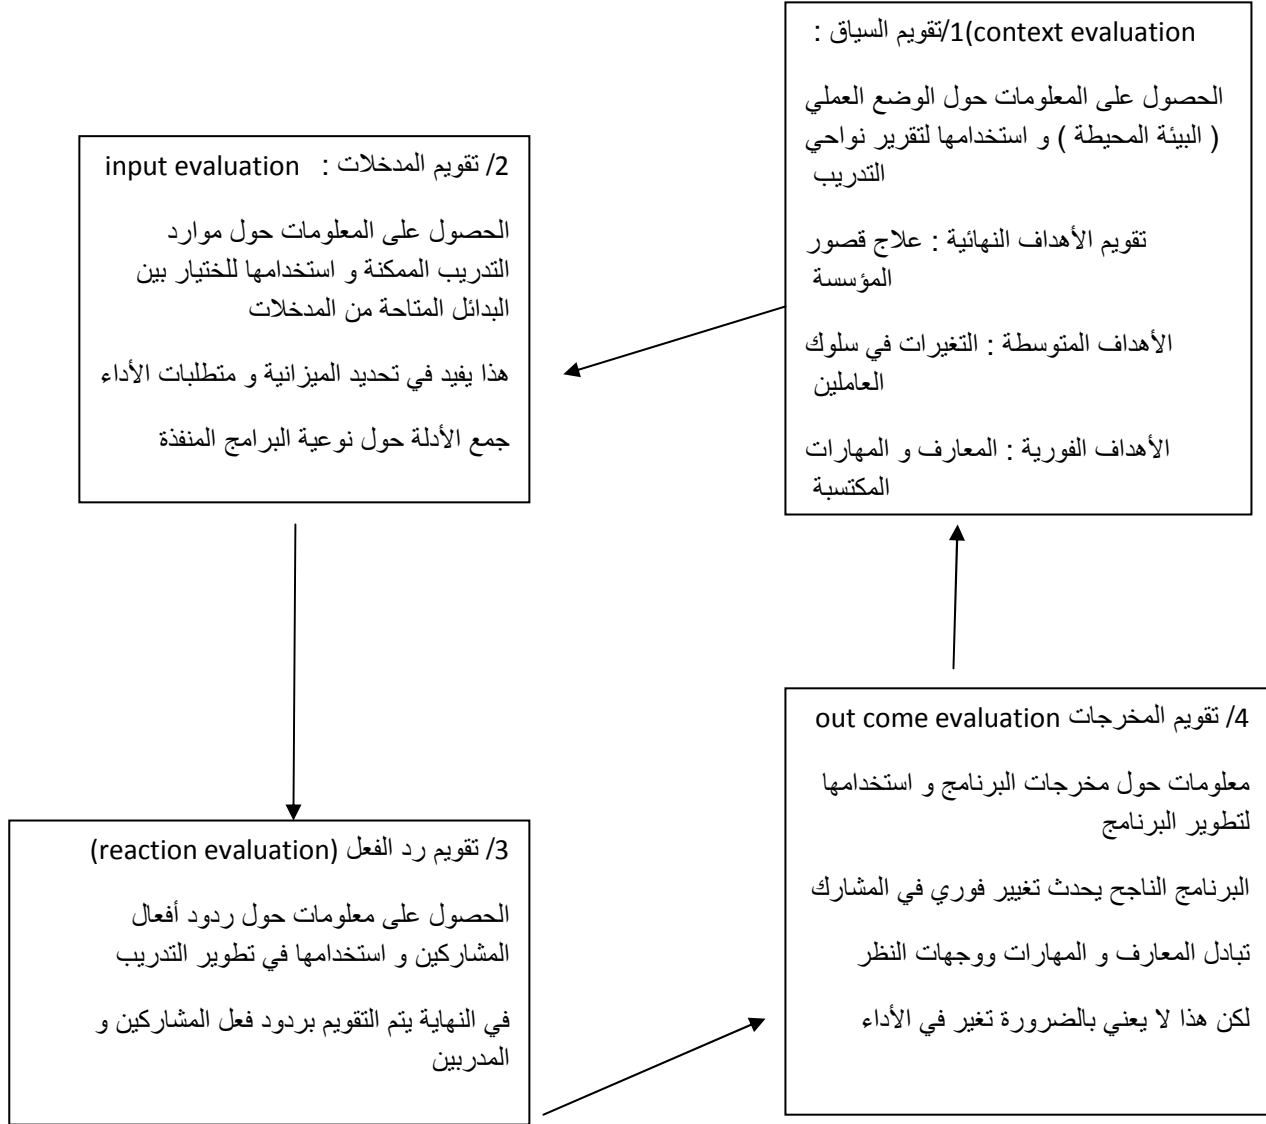 context evaluation)1/تقويم السياق :
الحصول على المعلومات حول الوضع العملي
( البيئة المحيطة ) و استخدامها لتقرير نواحي
التدريب
تقويم الأهداف النهائية : علاج قصور
المؤسسة
الأهداف المتوسطة : التغيرات في سلوك
العاملين
الأهداف الفورية : المعارف و المهارات
المكتسبة
2/ تقويم المدخلات : input evaluation
الحصول على المعلومات حول موارد
التدريب الممكنة و استخدامها للختيار بين
البدائل المتاحة من المدخلات
هذا يفيد في تحديد الميزانية و متطلبات الأداء
جمع الأدلة حول نوعية البرامج المنفذة
3/ تقويم رد الفعل (reaction evaluation)
الحصول على معلومات حول ردود أفعال
المشاركين و استخدامها في تطوير التدريب
في النهاية يتم التقويم بردود فعل المشاركين و
المدربين
4/ تقويم المخرجات out come evaluation
معلومات حول مخرجات البرنامج و استخدامها
لتطوير البرنامج
البرنامج الناجح يحدث تغيير فوري في المشارك
تبادل المعارف و المهارات ووجهات النظر
لكن هذا لا يعني بالضرورة تغير في الأداء